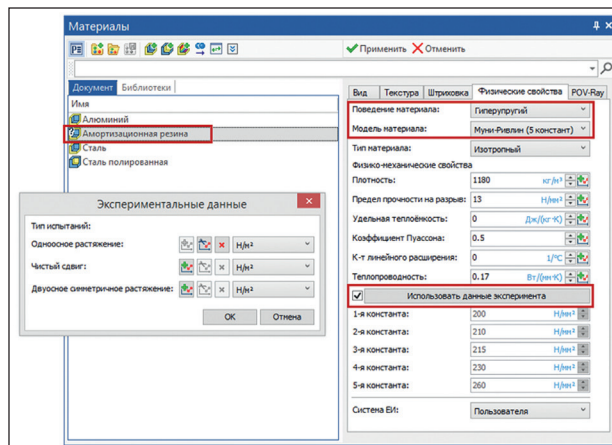 Материалы
Применить Отменить
Документ Библиотеки
Имя
Алюминий
Амортизационная резина
Сталь
Сталь полированная
Вид Текстура Штриховка Физические свойства POV-Ray
Поведение материала: Гиперупругий
Модель материала: Муни-Ривлин (5 констант)
Тип материала: Изотропный
Физико-механические свойства
Плотность: 1180 кг/м³
Предел прочности на разрыв: 13 Н/мм²
Удельная теплоёмкость: 0 Дж/(кг·К)
Коэффициент Пуассона: 0.5
К-т линейного расширения: 0 1/°С
Теплопроводность: 0.17 Вт/(мм·К)
Использовать данные эксперимента
1-я константа: 200 Н/мм²
2-я константа: 210 Н/мм²
3-я константа: 215 Н/мм²
4-я константа: 230 Н/мм²
5-я константа: 260 Н/мм²
Система ЕИ: Пользователя
Экспериментальные данные
Тип испытаний:
Одноосное растяжение: Н/м²
Чистый сдвиг: Н/м²
Двуосное симметричное растяжение: Н/м²
ОК Отмена